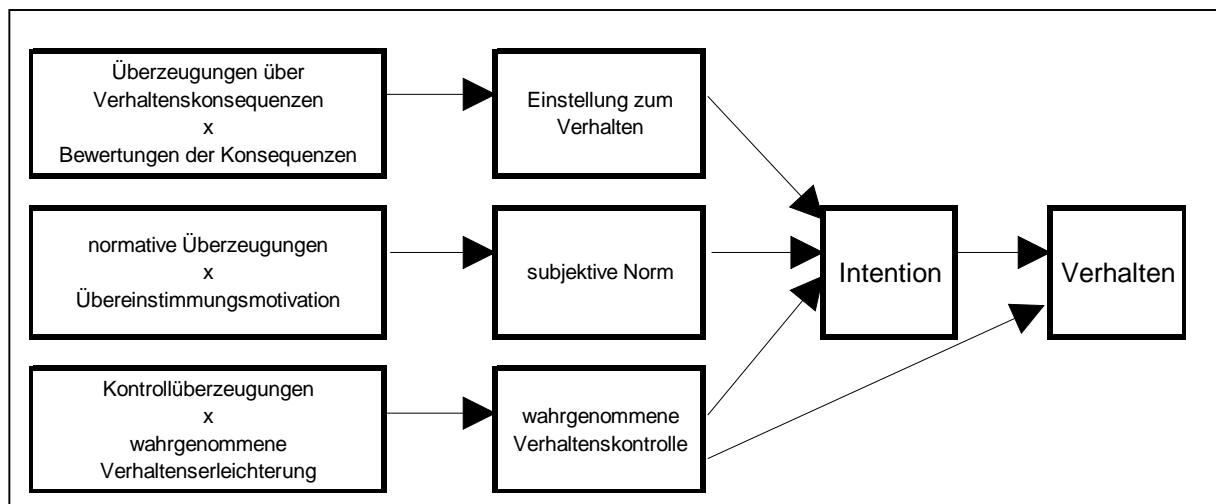 Überzeugungen über
Verhaltenskonsequenzen
x
Bewertungen der Konsequenzen
Einstellung zum
Verhalten
normative Überzeugungen
x
Übereinstimmungsmotivation
subjektive Norm
Intention
Verhalten
Kontrollüberzeugungen
x
wahrgenommene
Verhaltenserleichterung
wahrgenommene
Verhaltenskontrolle